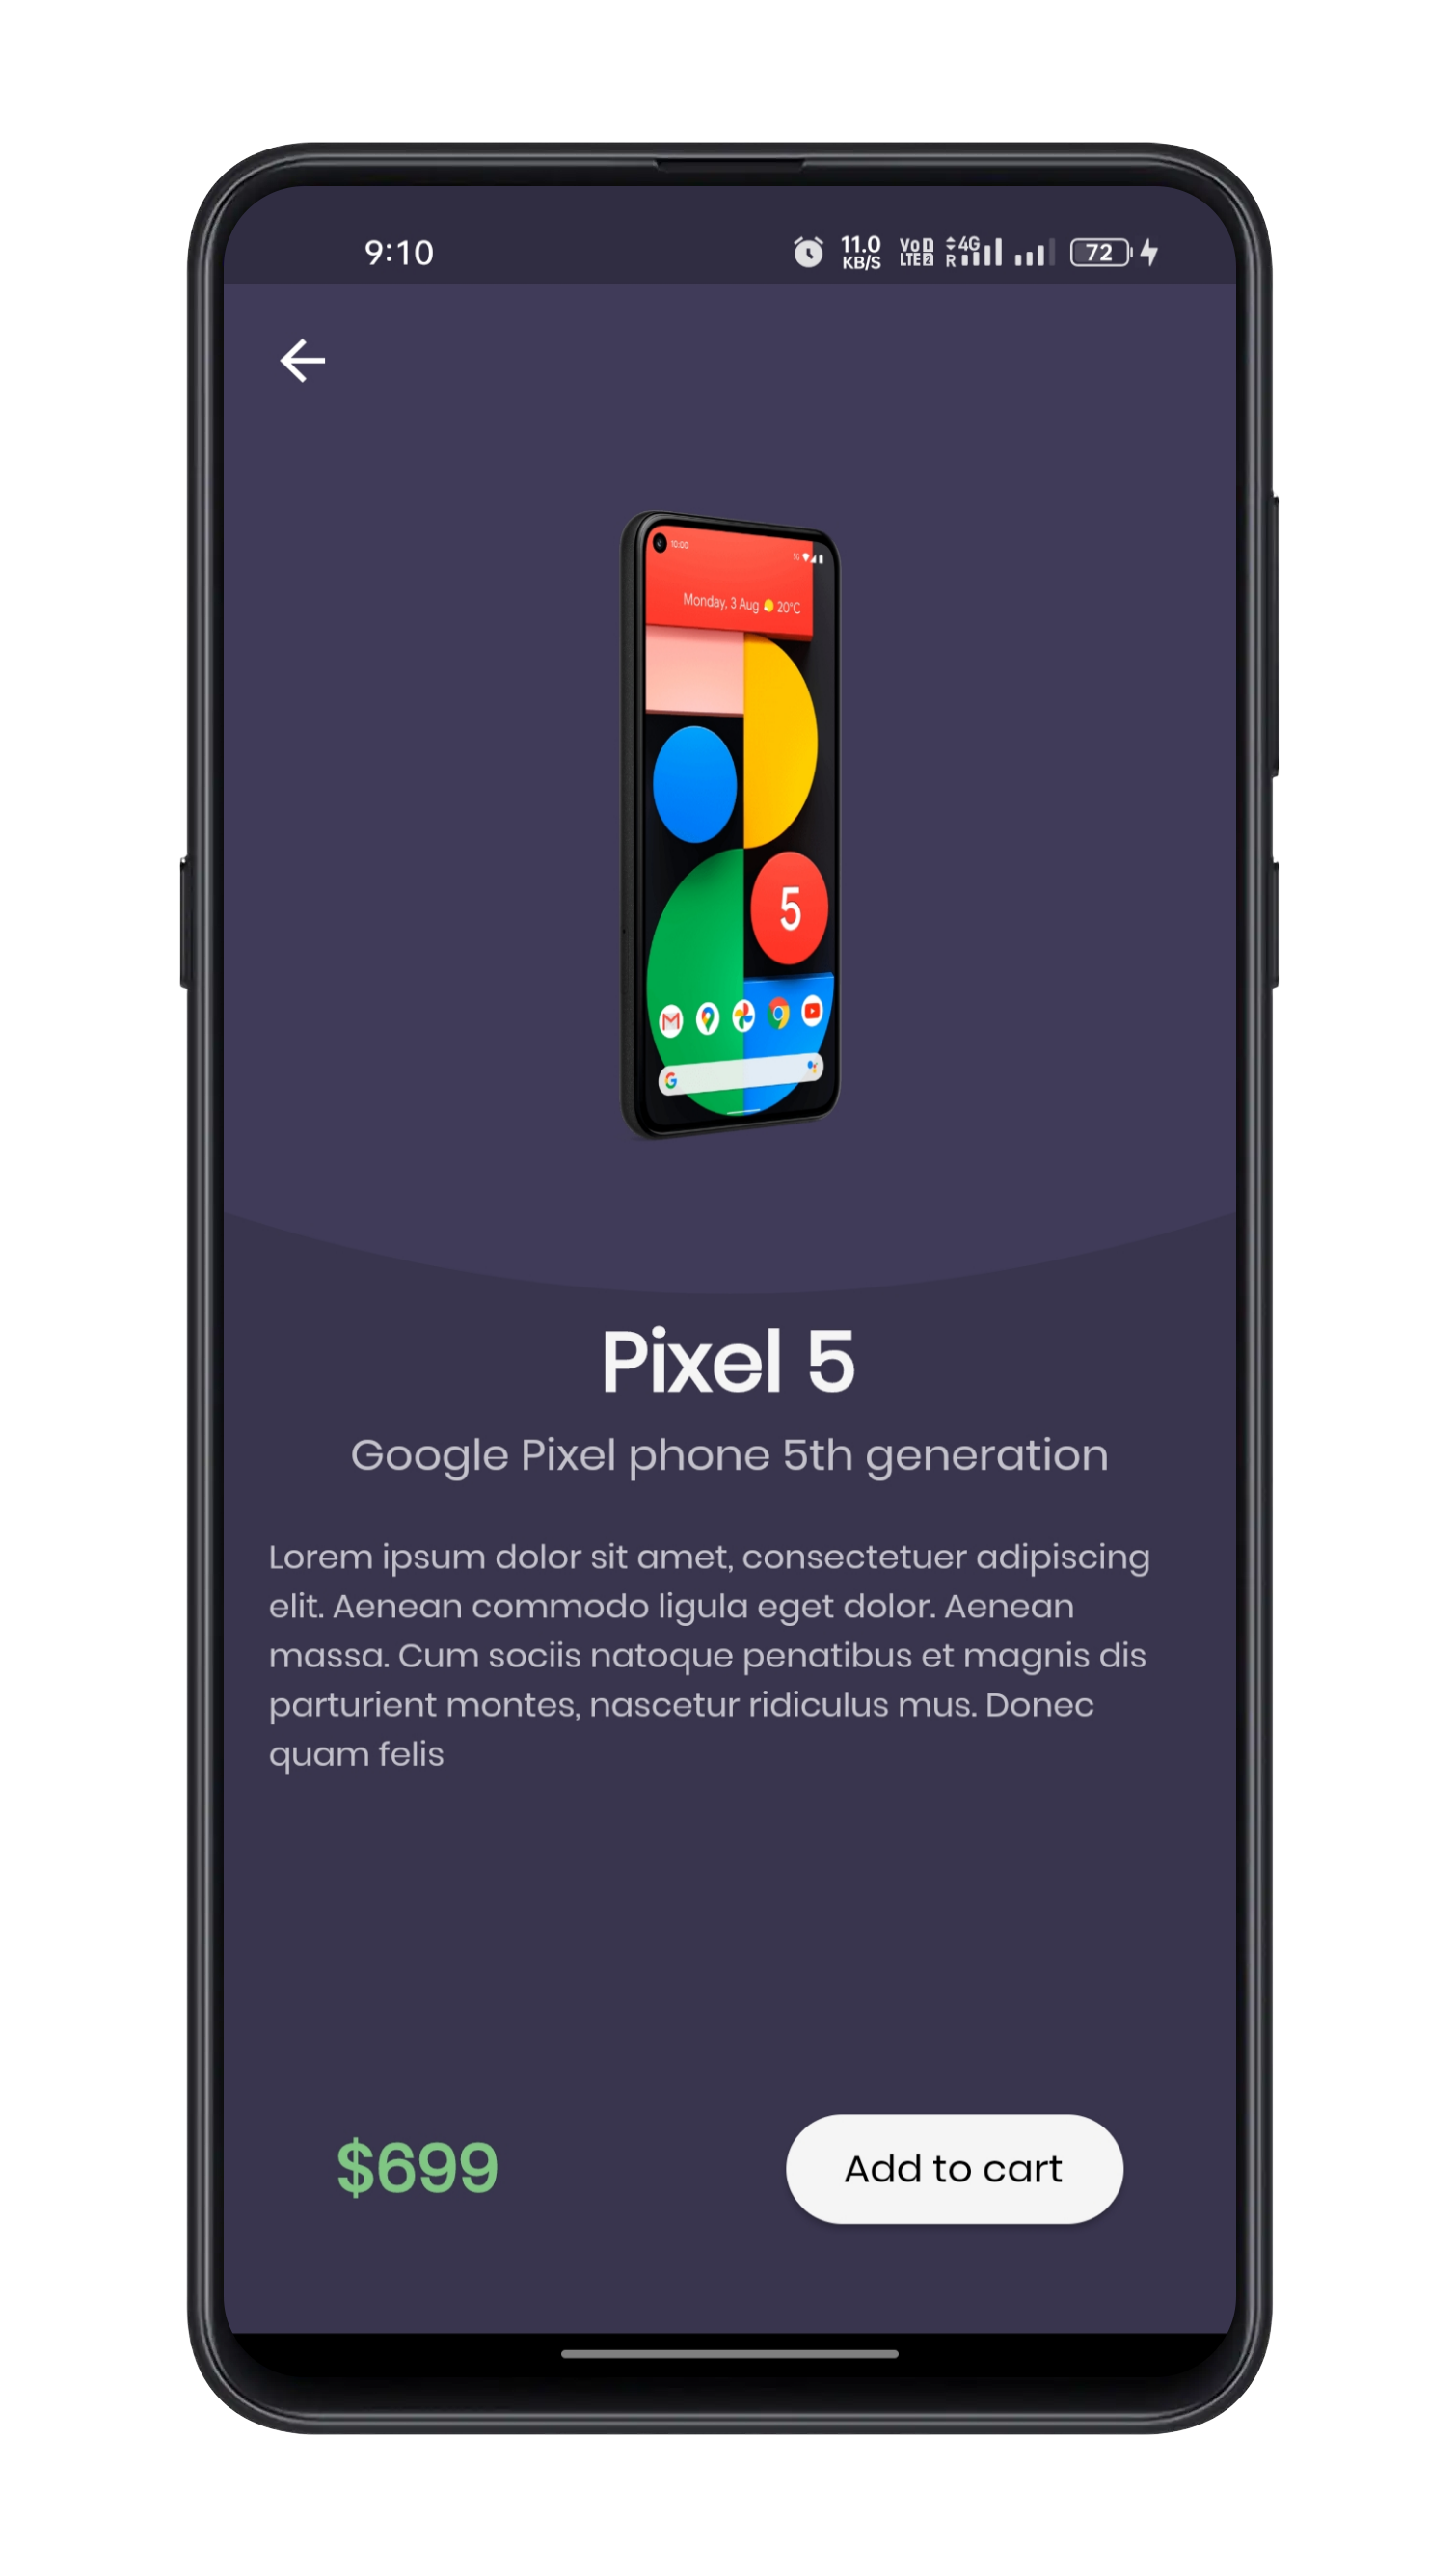 9:10 11.0 KB/S Vo 1 LTE 2 4G R 72
10:00 5G
Monday, 3 Aug 20°C
5
Pixel 5
Google Pixel phone 5th generation
Lorem ipsum dolor sit amet, consectetuer adipiscing
elit. Aenean commodo ligula eget dolor. Aenean
massa. Cum sociis natoque penatibus et magnis dis
parturient montes, nascetur ridiculus mus. Donec
quam felis
$699 Add to cart